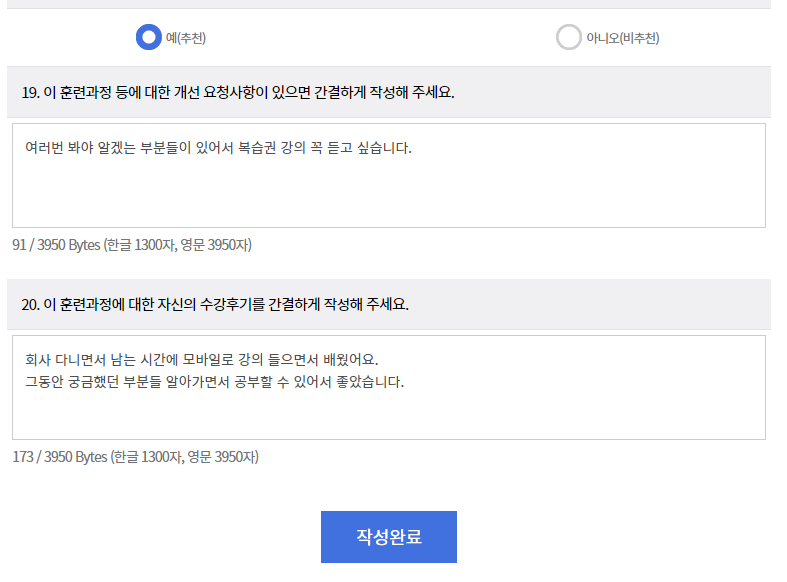 예(추천) 아니오(비추천)
19. 이 훈련과정 등에 대한 개선 요청사항이 있으면 간결하게 작성해 주세요.
여러번 봐야 알겠는 부분들이 있어서 복습권 강의 꼭 듣고 싶습니다.
91 / 3950 Bytes (한글 1300자, 영문 3950자)
20. 이 훈련과정에 대한 자신의 수강후기를 간결하게 작성해 주세요.
회사 다니면서 남는 시간에 모바일로 강의 들으면서 배웠어요.
그동안 궁금했던 부분들 알아가면서 공부할 수 있어서 좋았습니다.
173 / 3950 Bytes (한글 1300자, 영문 3950자)
작성완료